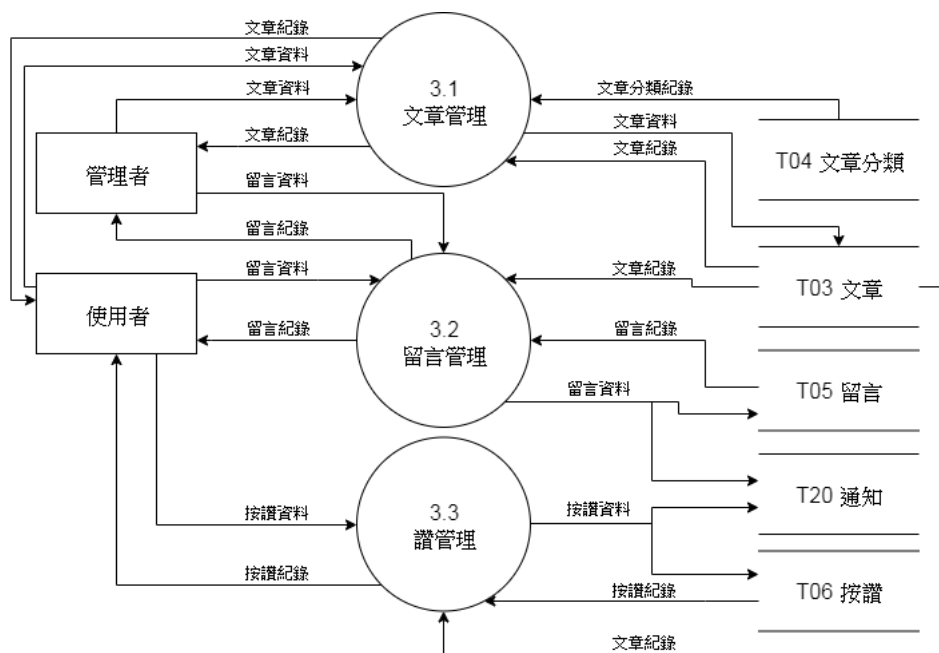 文章紀錄
文章資料
文章資料
文章紀錄
3.1
文章管理
文章分類紀錄
文章資料
文章紀錄
T04 文章分類
管理者
留言資料
留言紀錄
使用者
留言資料
留言紀錄
3.2
留言管理
文章紀錄
留言紀錄
留言資料
T03 文章
T05 留言
T20 通知
按讚資料
按讚紀錄
3.3
讚管理
按讚資料
按讚紀錄
T06 按讚
文章紀錄